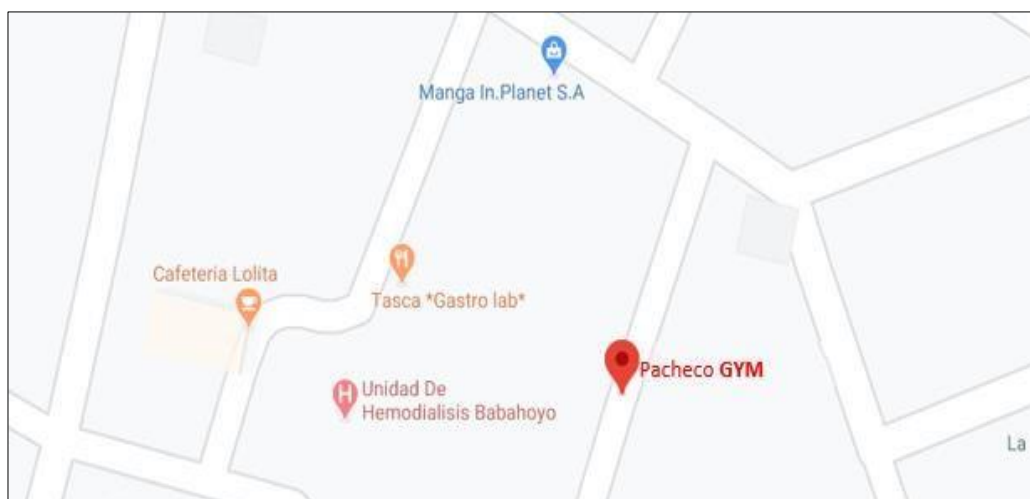 Manga In.Planet S.A
Cafeteria Lolita
Tasca *Gastro lab*
Pacheco GYM
Unidad De
Hemodialisis Babahoyo
La